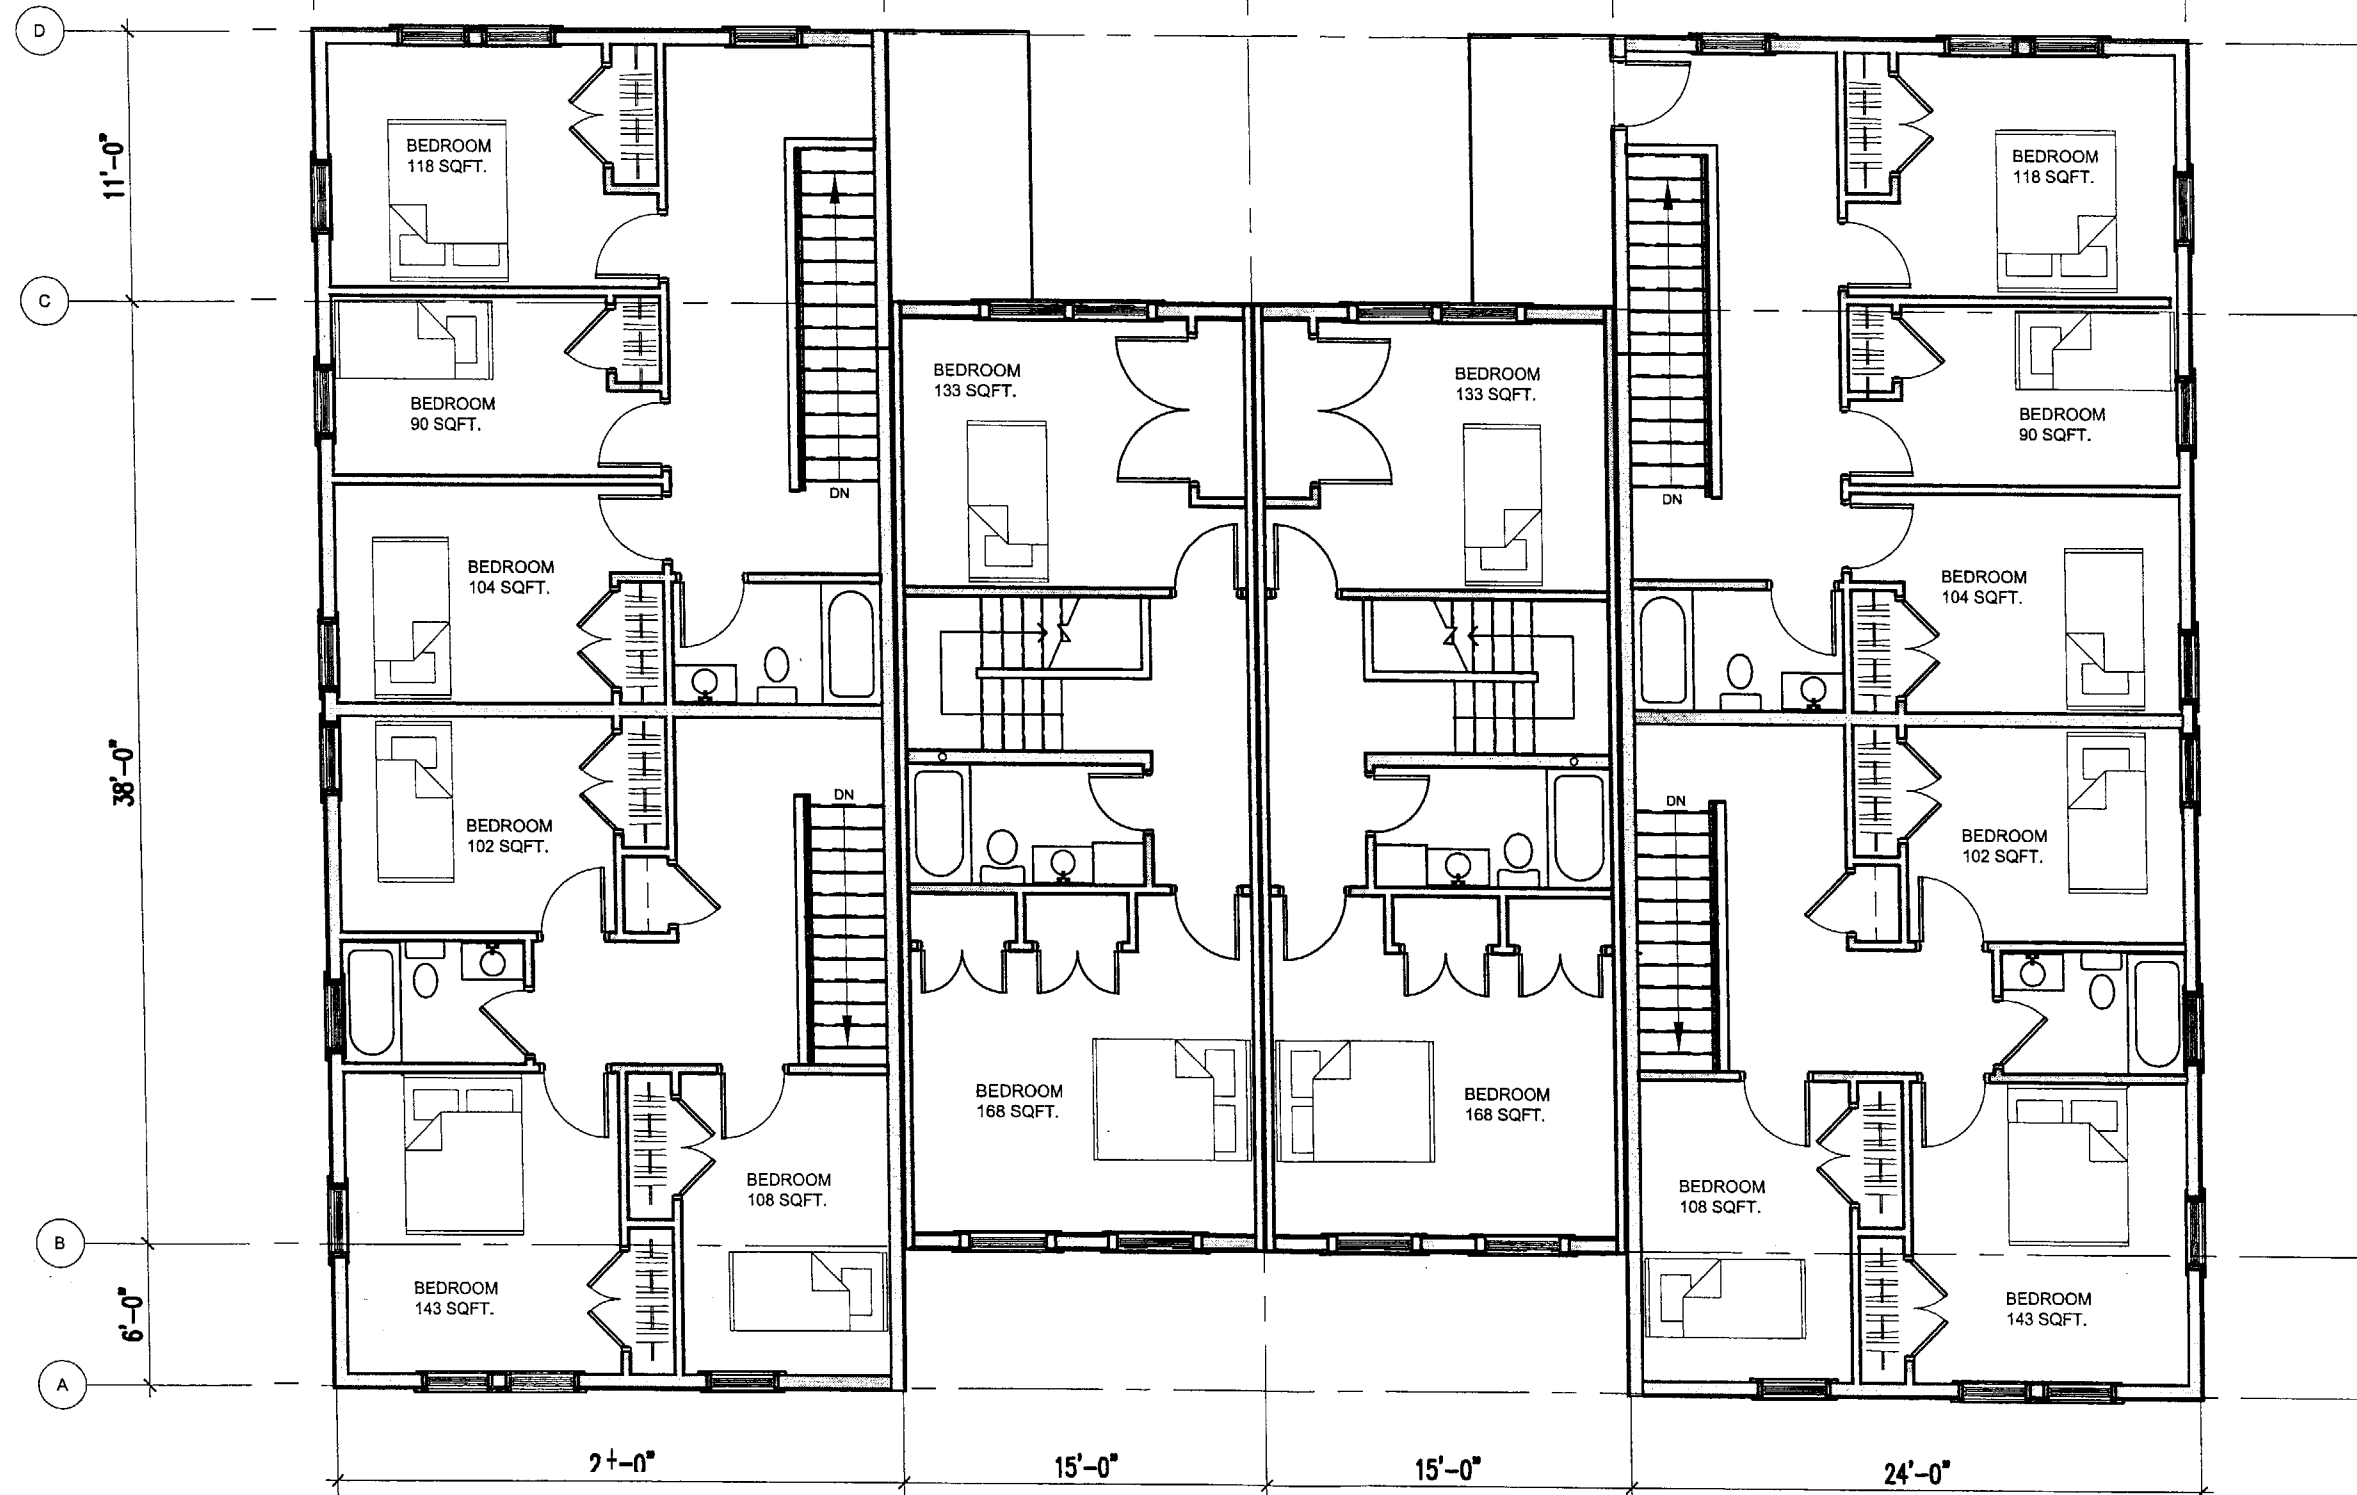 D
11'-0"
BEDROOM
118 SQFT.
BEDROOM
118 SQFT.
C
BEDROOM
133 SQFT.
BEDROOM
133 SQFT.
BEDROOM
90 SQFT.
BEDROOM
90 SQFT.
DN
DN
BEDROOM
104 SQFT.
BEDROOM
104 SQFT.
38'-0"
DN
DN
BEDROOM
102 SQFT.
BEDROOM
102 SQFT.
BEDROOM
168 SQFT.
BEDROOM
168 SQFT.
BEDROOM
108 SQFT.
BEDROOM
108 SQFT.
B
BEDROOM
143 SQFT.
BEDROOM
143 SQFT.
6'-0"
A
15'-0"
15'-0"
24'-0"